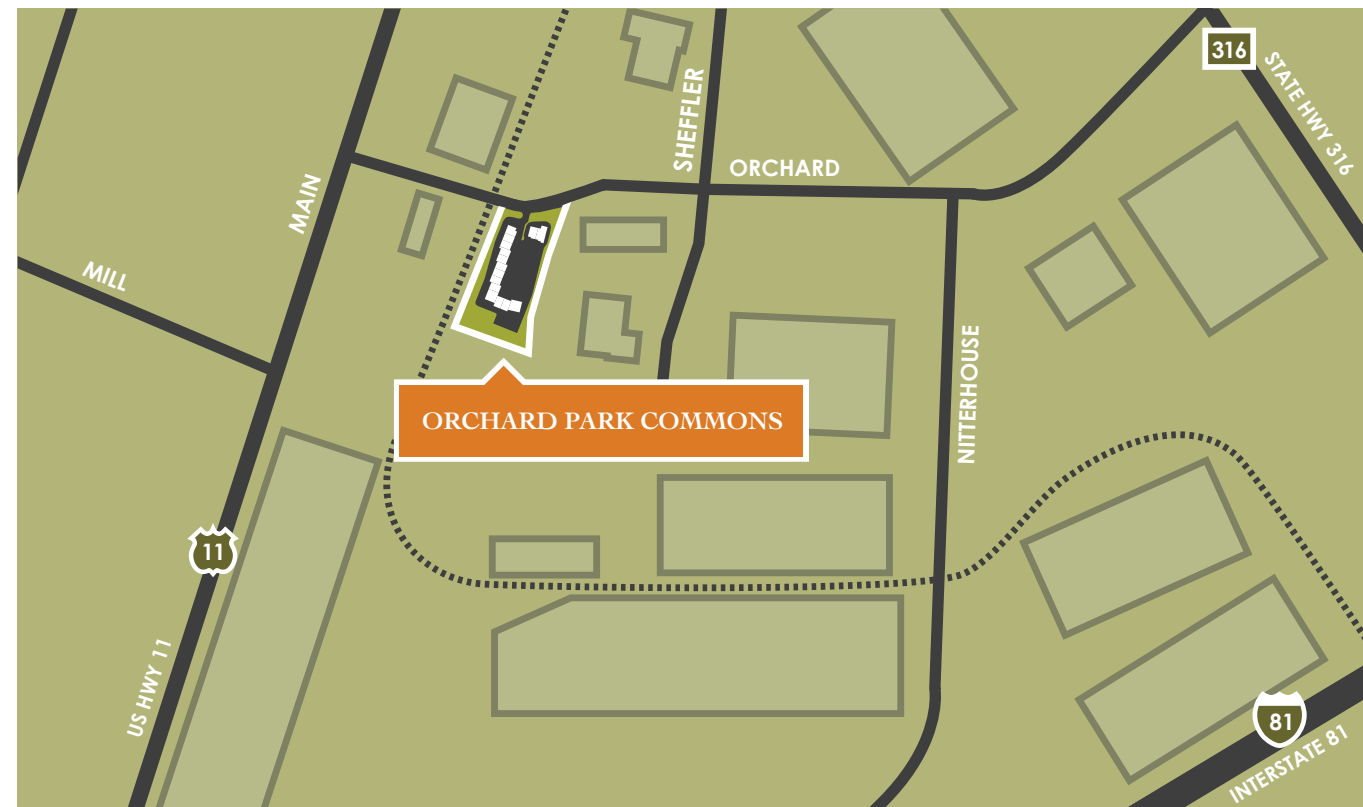 316
STATE HWY 316
SHEFFLER
ORCHARD
MAIN
MILL
NITTERHOUSE
ORCHARD PARK COMMONS
11
US HWY 11
81
INTERSTATE 81